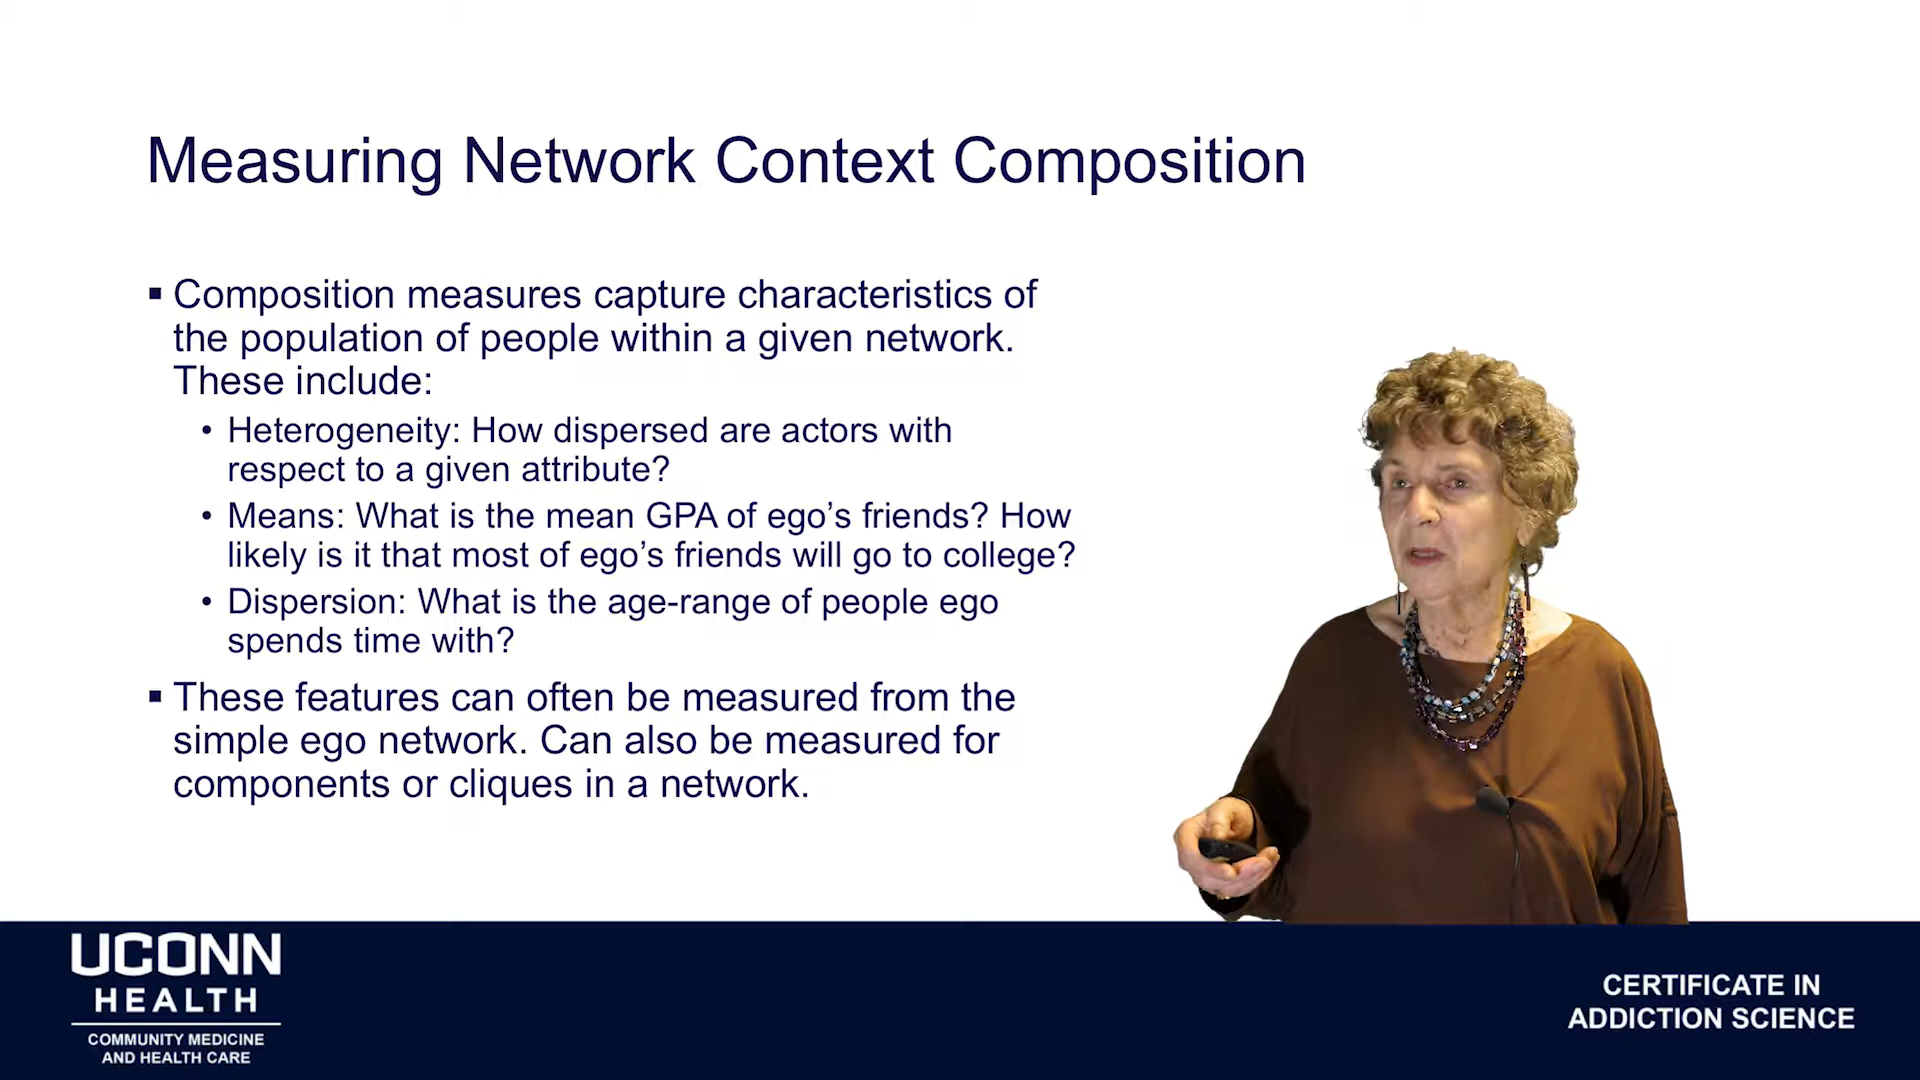 Measuring Network Context Composition
▪ Composition measures capture characteristics of
the population of people within a given network.
These include:
• Heterogeneity: How dispersed are actors with
respect to a given attribute?
• Means: What is the mean GPA of ego’s friends? How
likely is it that most of ego’s friends will go to college?
• Dispersion: What is the age-range of people ego
spends time with?
▪ These features can often be measured from the
simple ego network. Can also be measured for
components or cliques in a network.
UCONN
HEALTH
COMMUNITY MEDICINE
AND HEALTH CARE
CERTIFICATE IN
ADDICTION SCIENCE